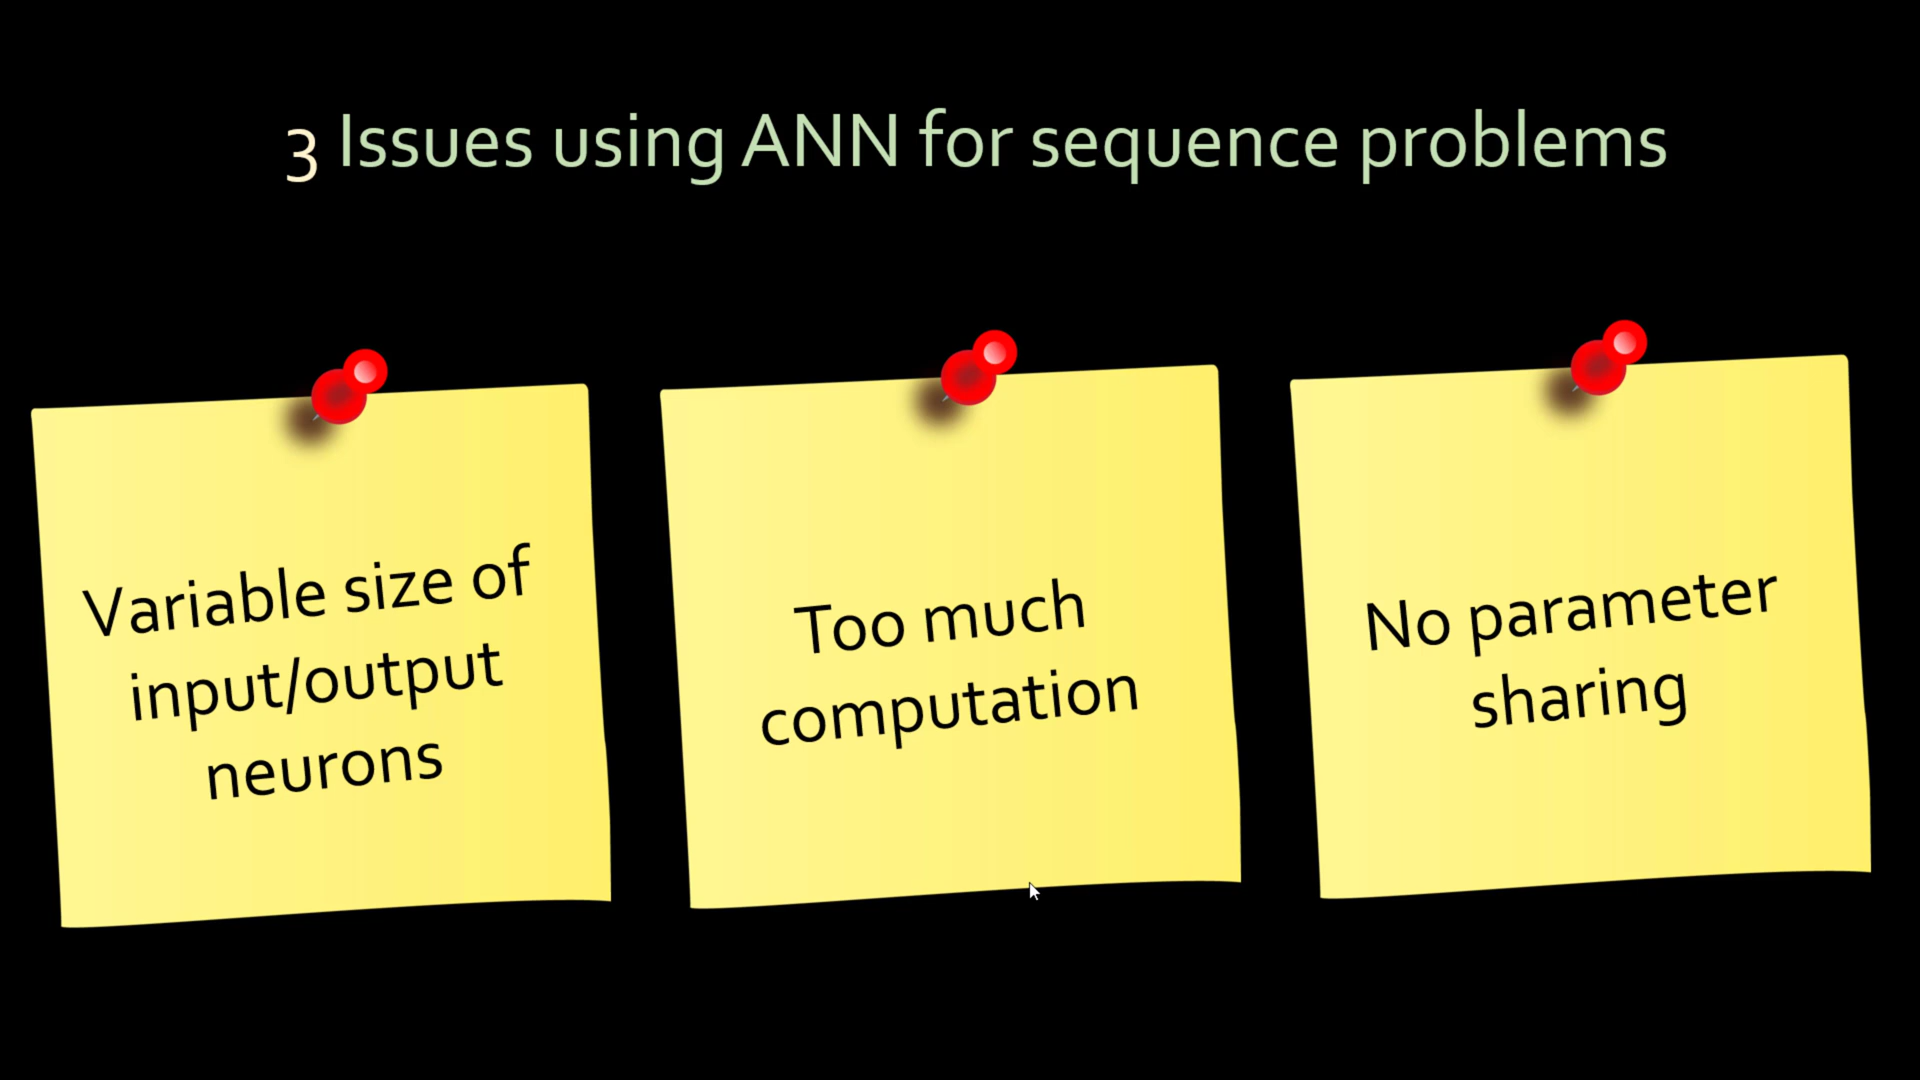 3 Issues using ANN for sequence problems
Variable size of
input/output
neurons
Too much
computation
No parameter
sharing